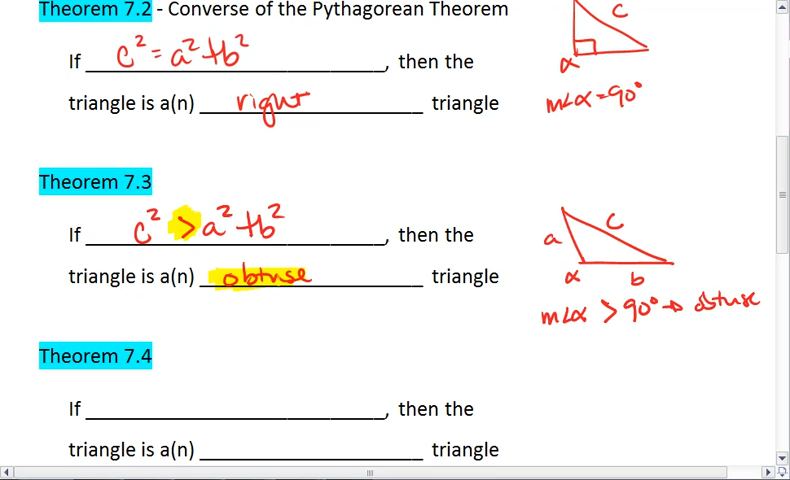 Theorem 7.2 - Converse of the Pythagorean Theorem
If c² = a² + b², then the
triangle is a(n) right triangle
c
α
m∠α = 90°
Theorem 7.3
If c² > a² + b², then the
triangle is a(n) obtuse triangle
a
c
α
b
m∠α > 90° → obtuse
Theorem 7.4
If ____________________, then the
triangle is a(n) ____________________ triangle